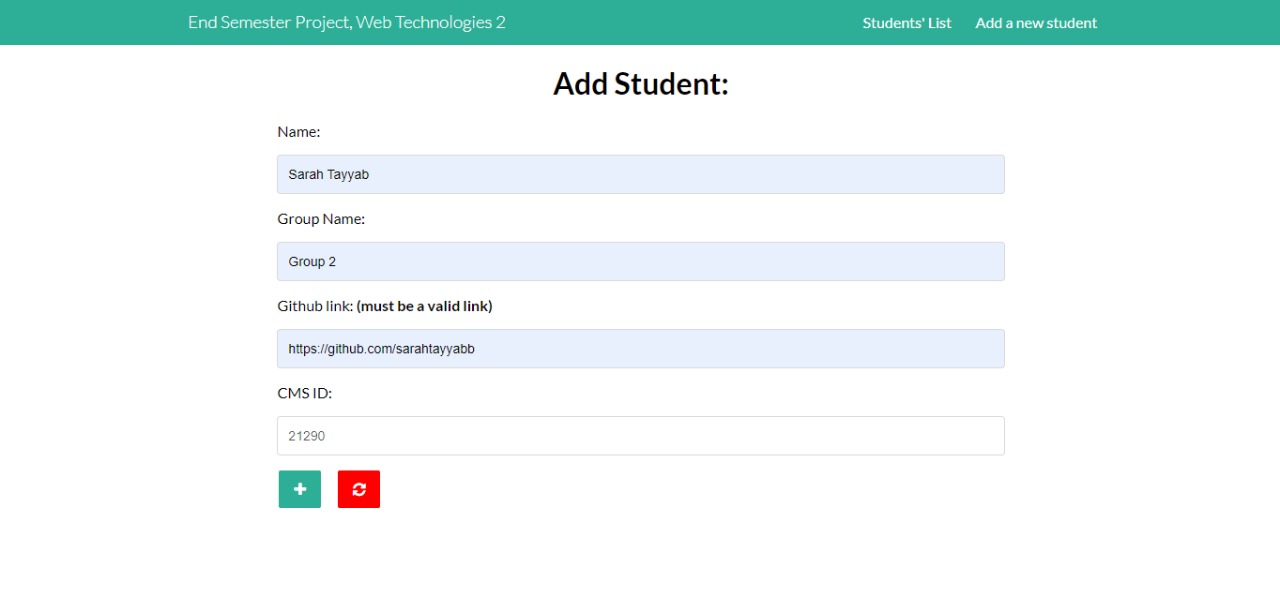 End Semester Project, Web Technologies 2
Students' List
Add a new student
Add Student:
Name:
Sarah Tayyab
Group Name:
Group 2
Github link: (must be a valid link)
https://github.com/sarahtayyabb
CMS ID:
21290